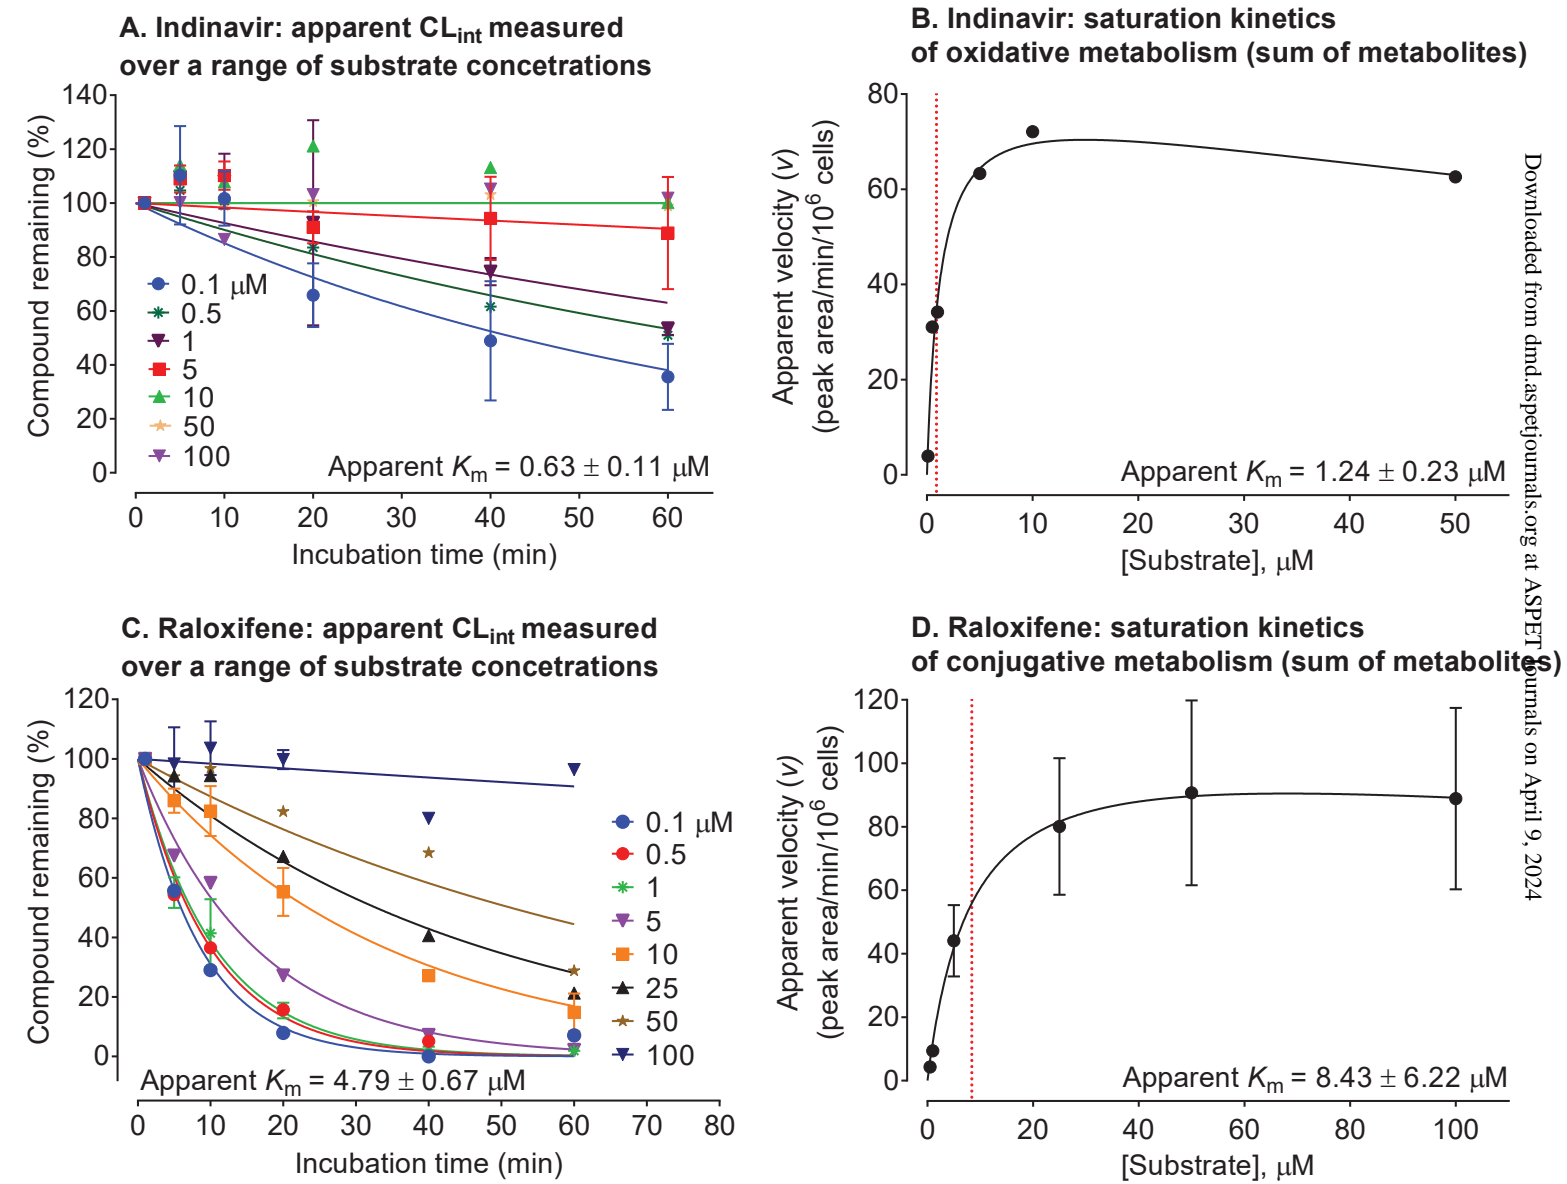 A. Indinavir: apparent CLint measured
over a range of substrate concetrations
Compound remaining (%)
140
120
100
80
60
40
20
0
0.1 μM
0.5
1
5
10
50
100
Apparent Km = 0.63 ± 0.11 μM
0 10 20 30 40 50 60
Incubation time (min)
B. Indinavir: saturation kinetics
of oxidative metabolism (sum of metabolites)
Apparent velocity (v)
(peak area/min/10⁶ cells)
80
60
40
20
0
Apparent Km = 1.24 ± 0.23 μM
0 10 20 30 40 50
[Substrate], μM
C. Raloxifene: apparent CLint measured
over a range of substrate concetrations
Compound remaining (%)
120
100
80
60
40
20
0
0.1 μM
0.5
1
5
10
25
50
100
Apparent Km = 4.79 ± 0.67 μM
0 10 20 30 40 50 60 70 80
Incubation time (min)
D. Raloxifene: saturation kinetics
of conjugative metabolism (sum of metabolites)
Apparent velocity (v)
(peak area/min/10⁶ cells)
120
100
80
60
40
20
0
Apparent Km = 8.43 ± 6.22 μM
0 20 40 60 80 100
[Substrate], μM
Downloaded from dmd.aspetjournals.org at ASPET Journals on April 9, 2024